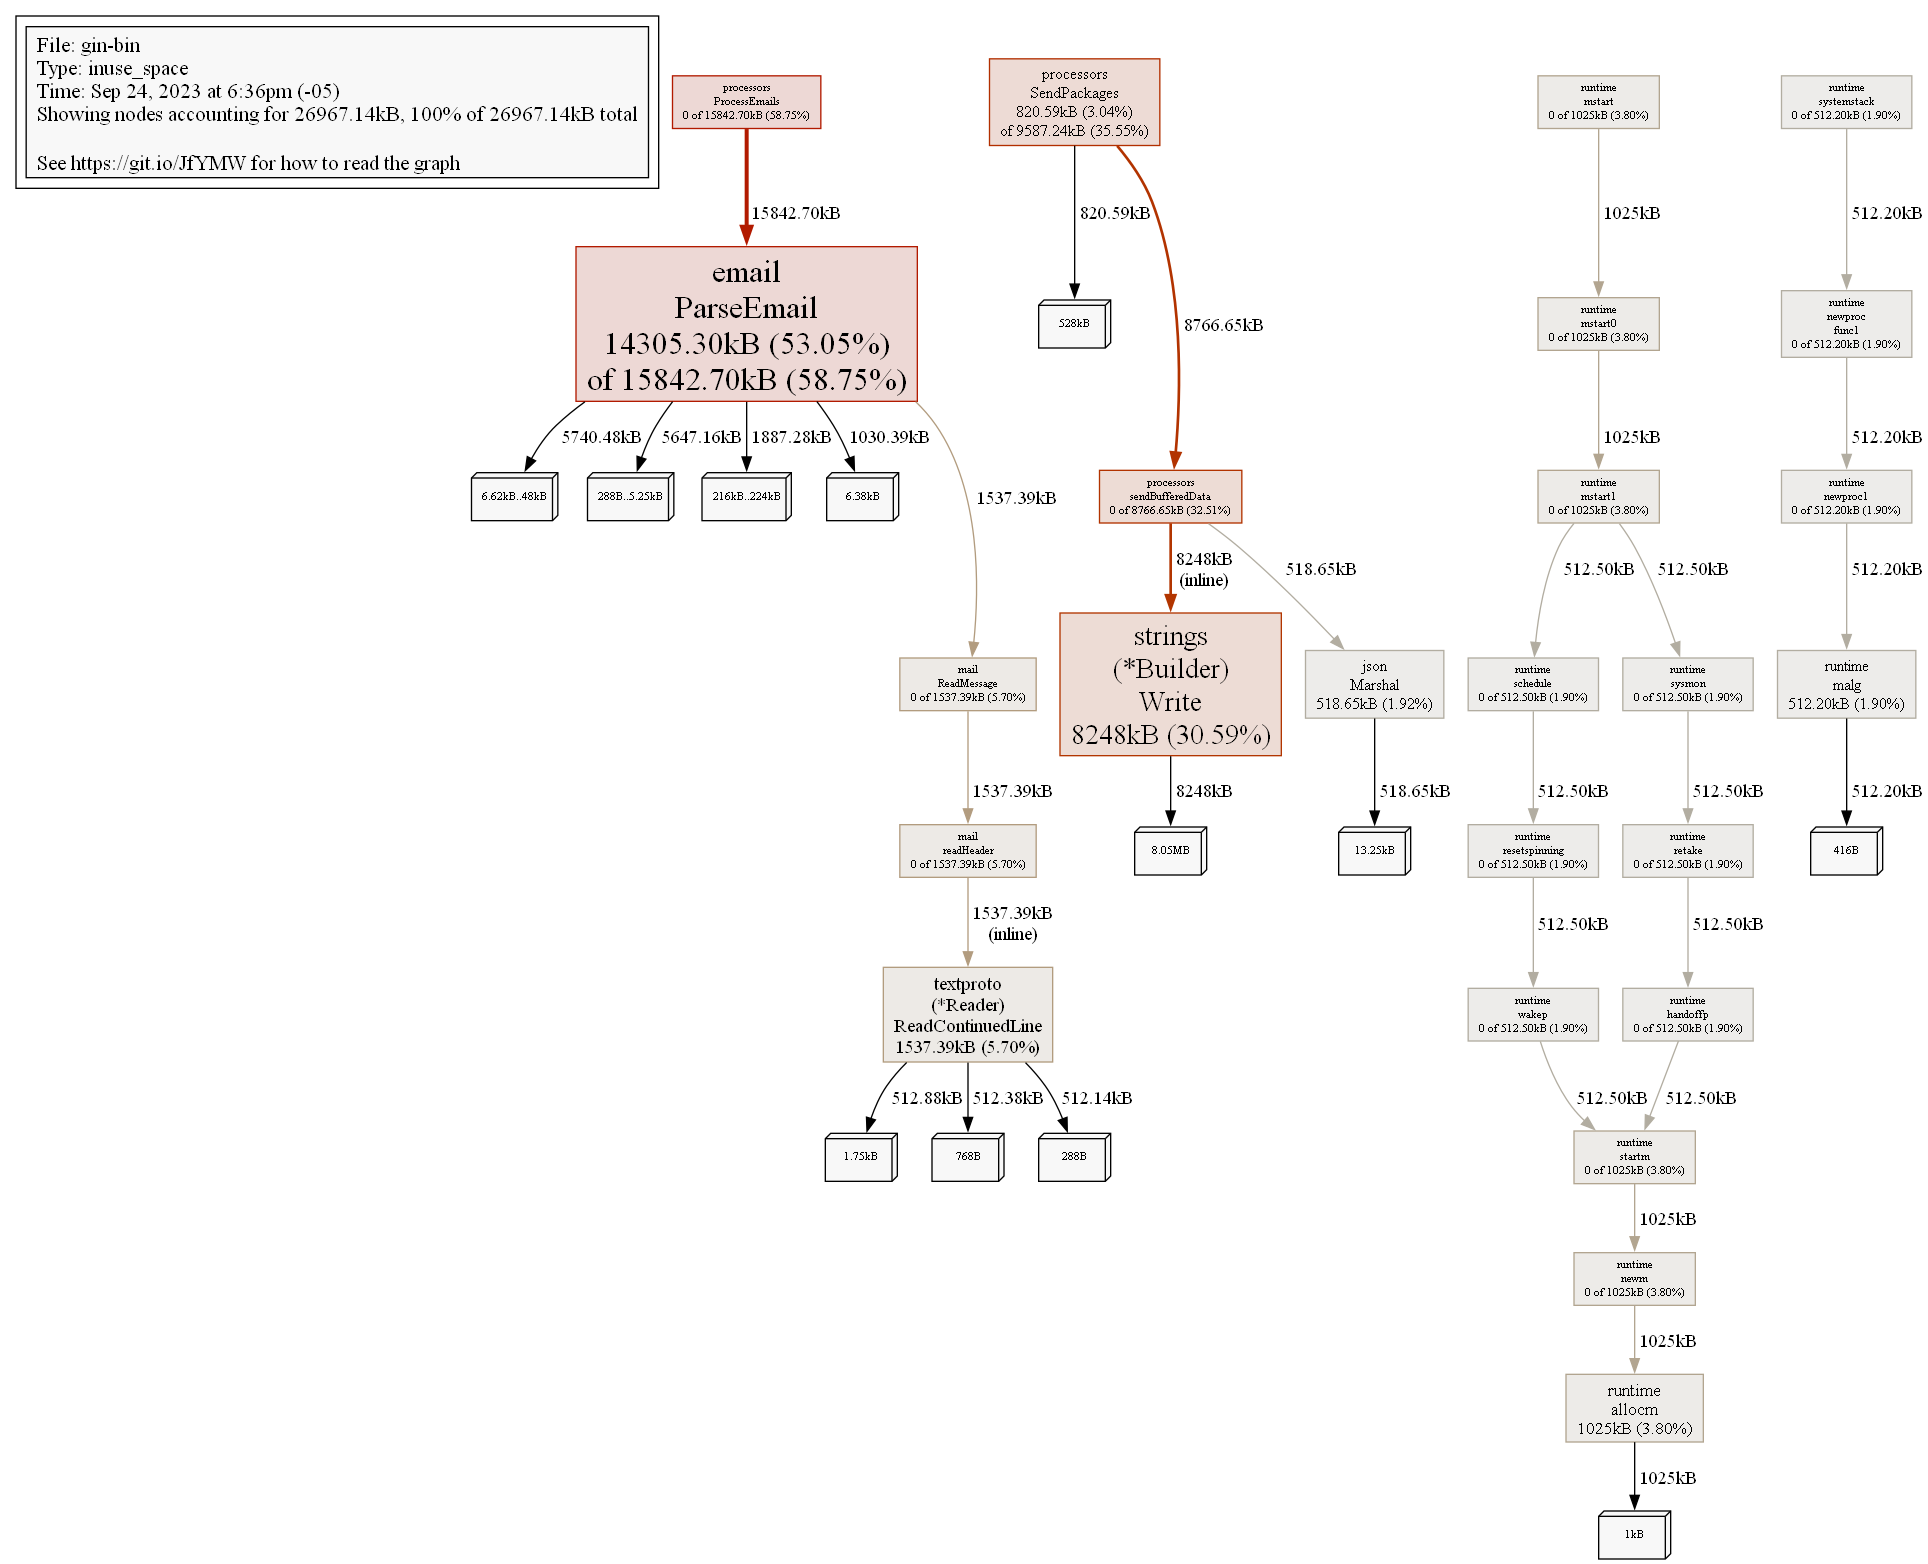 File: gin-bin
Type: inuse_space
Time: Sep 24, 2023 at 6:36pm (-05)
Showing nodes accounting for 26967.14kB, 100% of 26967.14kB total
See https://git.io/JfYMW for how to read the graph
processors
ProcessEmails
0 of 15842.70kB (58.75%)
processors
SendPackages
820.59kB (3.04%)
of 9587.24kB (35.55%)
runtime
mstart
0 of 1025kB (3.80%)
runtime
systemstack
0 of 512.20kB (1.90%)
15842.70kB
820.59kB
1025kB
512.20kB
email
ParseEmail
14305.30kB (53.05%)
of 15842.70kB (58.75%)
528kB
8766.65kB
runtime
mstart0
0 of 1025kB (3.80%)
runtime
newproc
func1
0 of 512.20kB (1.90%)
5740.48kB
5647.16kB
1887.28kB
1030.39kB
1025kB
512.20kB
6.62kB..48kB
288B..5.25kB
216kB..224kB
6.38kB
1537.39kB
processors
sendBufferedData
0 of 8766.65kB (32.51%)
runtime
mstart1
0 of 1025kB (3.80%)
runtime
newproc1
0 of 512.20kB (1.90%)
8248kB
(inline)
518.65kB
512.50kB
512.50kB
512.20kB
mail
ReadMessage
0 of 1537.39kB (5.70%)
strings
(*Builder)
Write
8248kB (30.59%)
json
Marshal
518.65kB (1.92%)
runtime
schedule
0 of 512.50kB (1.90%)
runtime
sysmon
0 of 512.50kB (1.90%)
runtime
malg
512.20kB (1.90%)
1537.39kB
8248kB
518.65kB
512.50kB
512.50kB
512.20kB
mail
readHeader
0 of 1537.39kB (5.70%)
8.05MB
13.25kB
runtime
resetspinning
0 of 512.50kB (1.90%)
runtime
retake
0 of 512.50kB (1.90%)
416B
1537.39kB
(inline)
512.50kB
512.50kB
textproto
(*Reader)
ReadContinuedLine
1537.39kB (5.70%)
runtime
wakep
0 of 512.50kB (1.90%)
runtime
handoffp
0 of 512.50kB (1.90%)
512.88kB
512.38kB
512.14kB
512.50kB
512.50kB
1.75kB
768B
288B
runtime
startm
0 of 1025kB (3.80%)
1025kB
runtime
newm
0 of 1025kB (3.80%)
1025kB
runtime
allocm
1025kB (3.80%)
1025kB
1kB